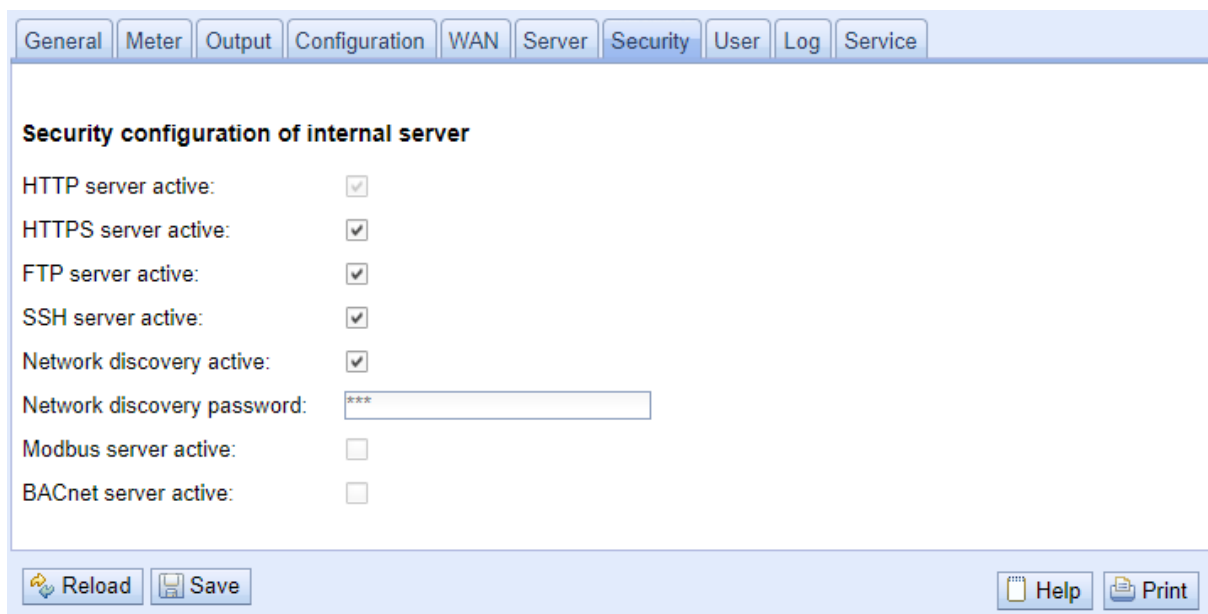 General Meter Output Configuration WAN Server Security User Log Service
Security configuration of internal server
HTTP server active:
HTTPS server active:
FTP server active:
SSH server active:
Network discovery active:
Network discovery password: ***
Modbus server active:
BACnet server active:
Reload Save Help Print